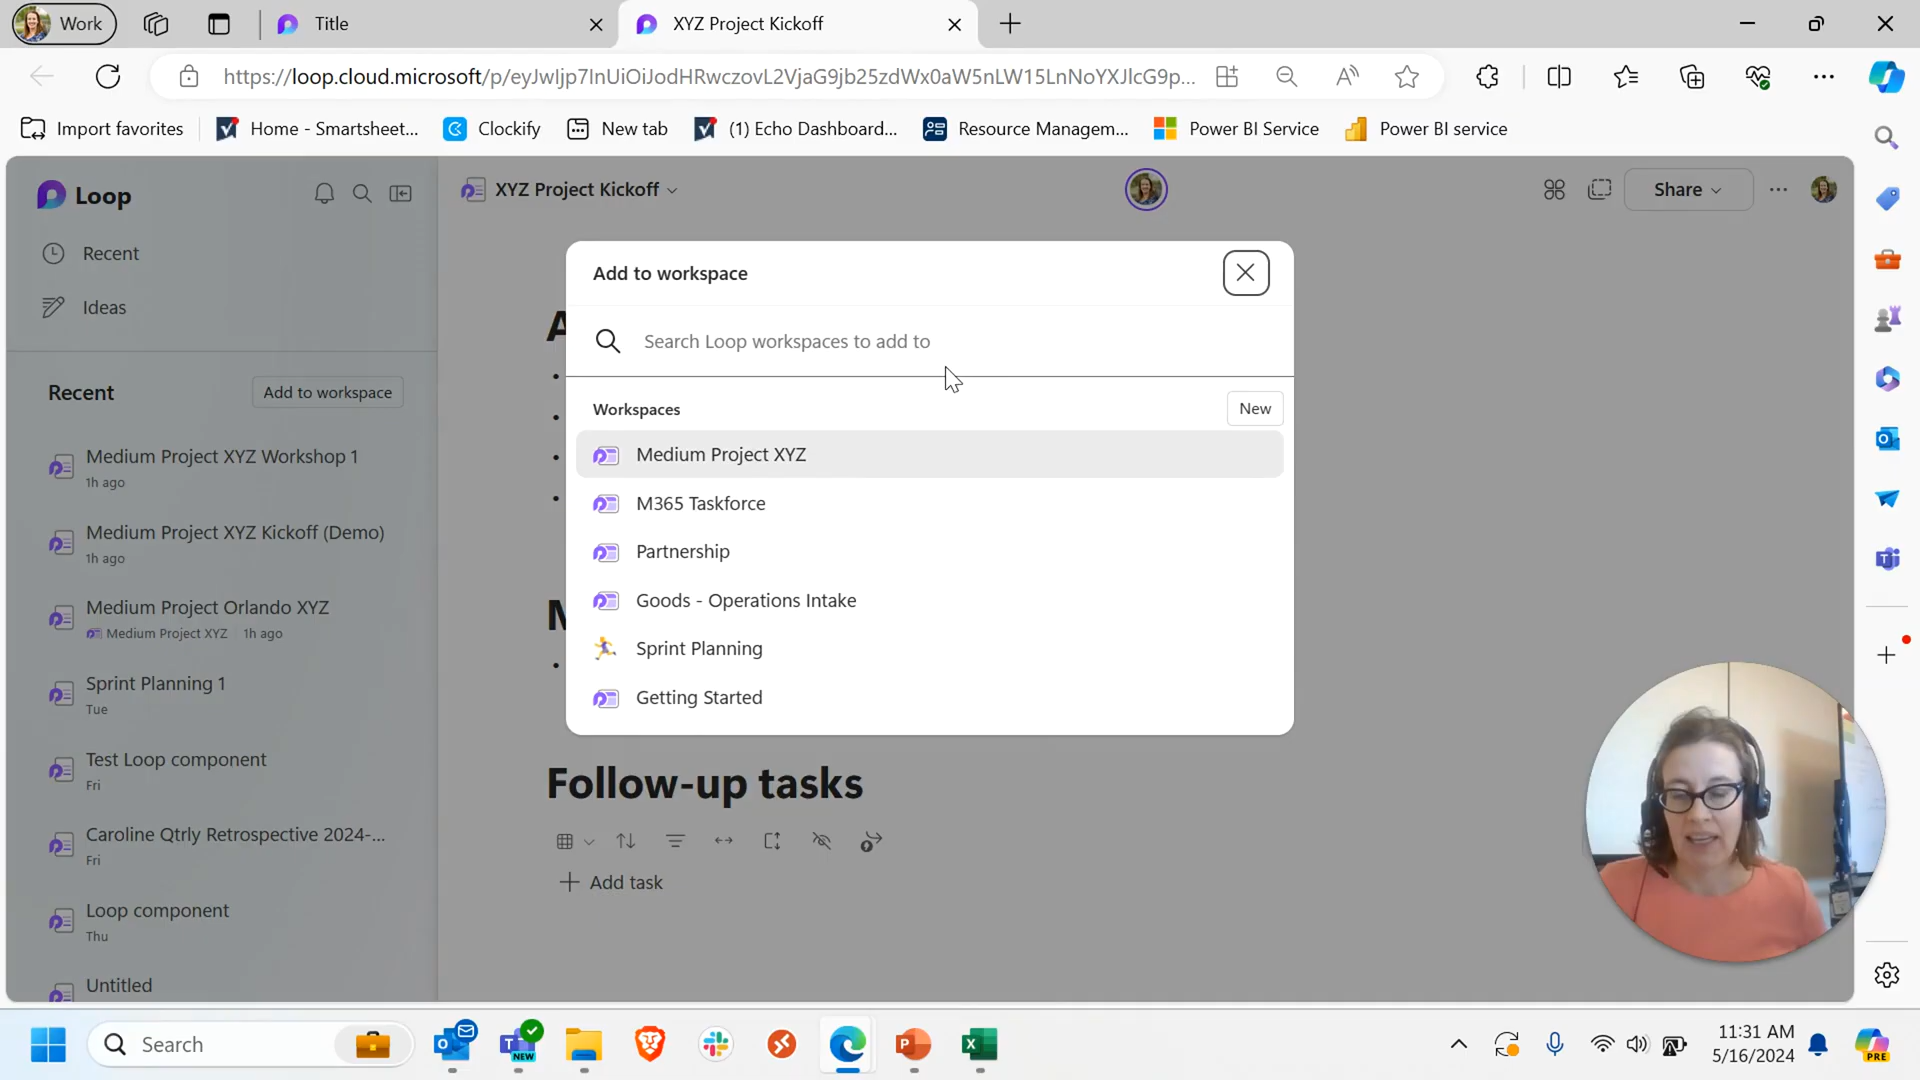 Work
Title
XYZ Project Kickoff
https://loop.cloud.microsoft/p/eyJwIjp7InUiOiJodHRwczovL2VjaG9jb25zdWx0aW5nLW15LnNoYXJlcG9p...
Import favorites
Home - Smartsheet...
Clockify
New tab
(1) Echo Dashboard...
Resource Managem...
Power BI Service
Power BI service
Loop
XYZ Project Kickoff
Share
Recent
Ideas
Recent
Add to workspace
Medium Project XYZ Workshop 1
1h ago
Medium Project XYZ Kickoff (Demo)
1h ago
Medium Project Orlando XYZ
Medium Project XYZ 1h ago
Sprint Planning 1
Tue
Test Loop component
Fri
Caroline Qtrly Retrospective 2024-...
Fri
Loop component
Thu
Untitled
Add to workspace
Search Loop workspaces to add to
Workspaces
New
Medium Project XYZ
M365 Taskforce
Partnership
Goods - Operations Intake
Sprint Planning
Getting Started
Follow-up tasks
Add task
Search
NEW
11:31 AM
5/16/2024
PRE